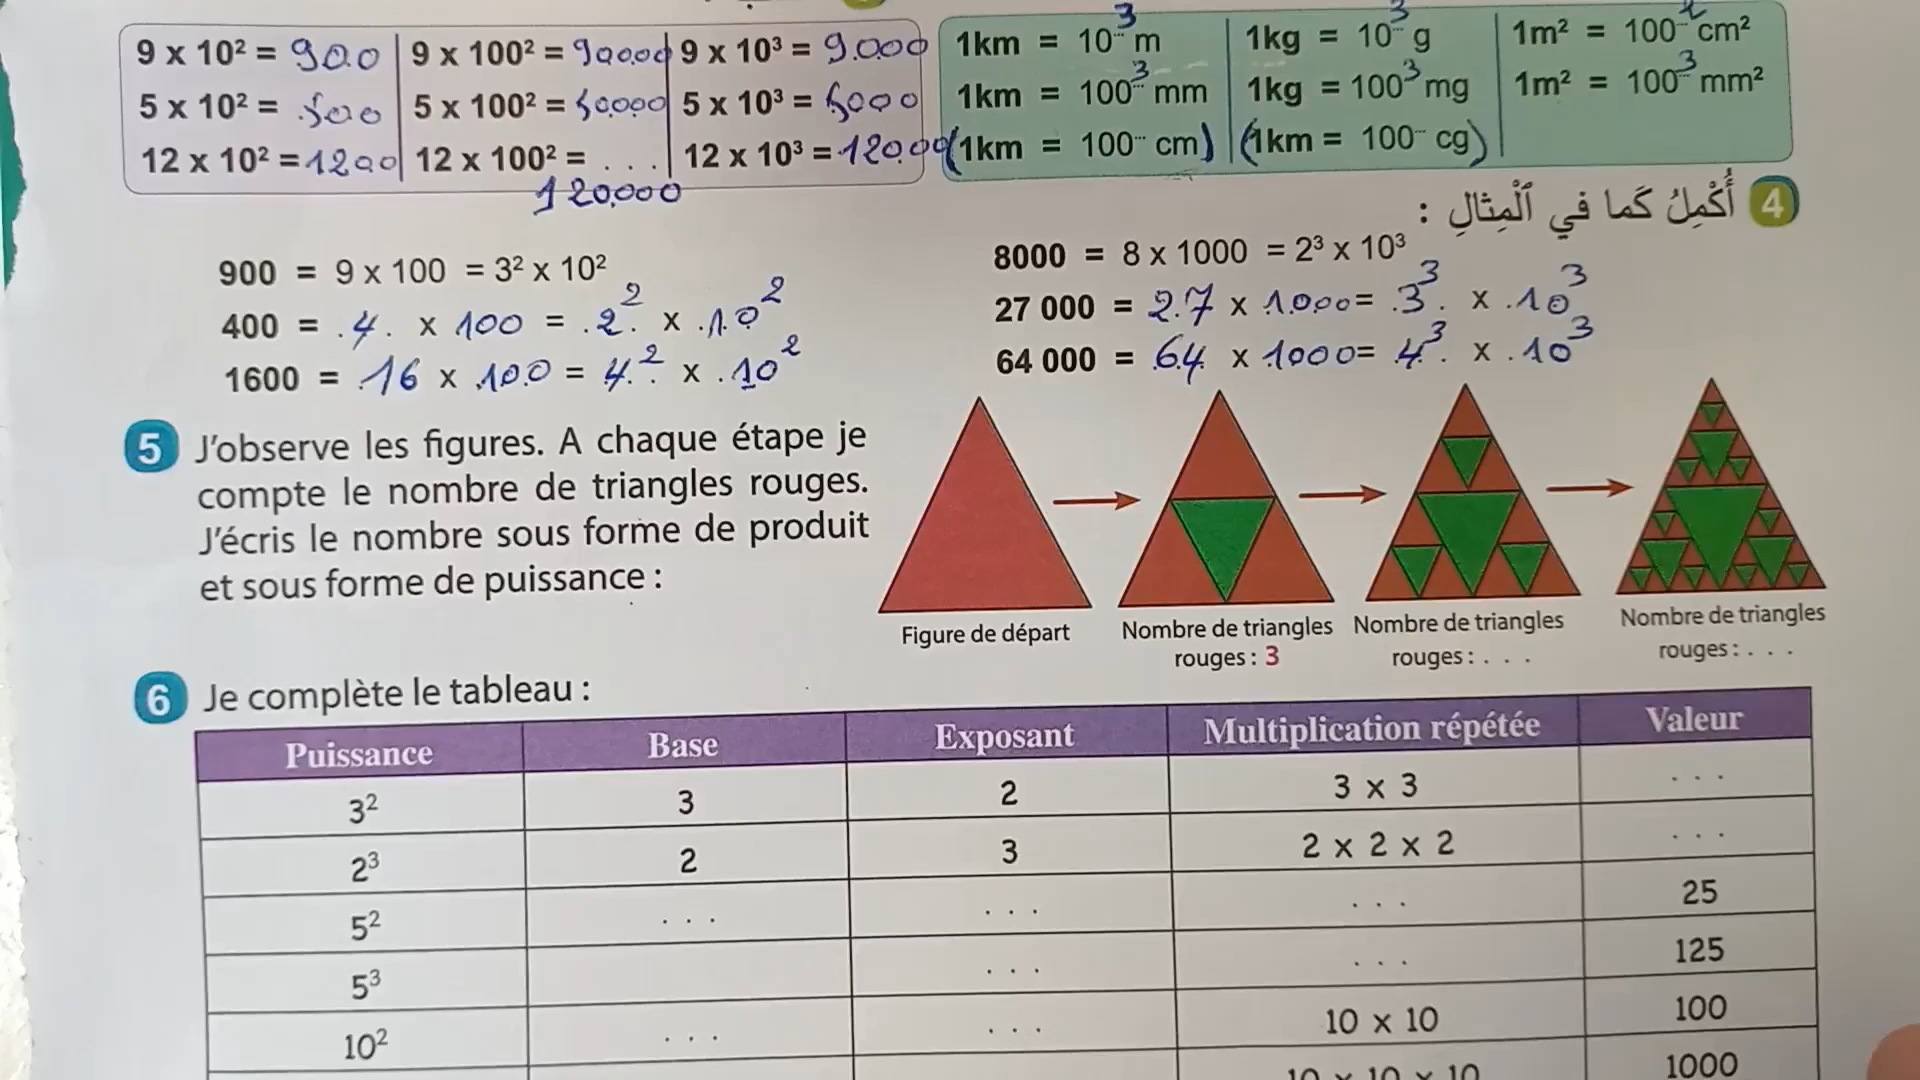 9 x 10² = 900 | 9 x 100² = 90000 | 9 x 10³ = 9000
5 x 10² = 500 | 5 x 100² = 50000 | 5 x 10³ = 5000
12 x 10² = 1200 | 12 x 100² = . . . | 12 x 10³ = 12000
120000
1km = 10³ m | 1kg = 10³ g | 1m² = 100 cm²
1km = 100³ mm | 1kg = 100³ mg | 1m² = 100³ mm²
(1km = 100... cm) | (1km = 100... cg)
4 أُكْمِلُ كَما في ٱلْمِثالِ :
900 = 9 x 100 = 3² x 10²
400 = 4 x 100 = 2² x 10²
1600 = 16 x 100 = 4² x 10²
8000 = 8 x 1000 = 2³ x 10³
27 000 = 27 x 1000 = 3³ x 10³
64 000 = 64 x 1000 = 4³ x 10³
5 J'observe les figures. A chaque étape je
compte le nombre de triangles rouges.
J'écris le nombre sous forme de produit
et sous forme de puissance :
Figure de départ
Nombre de triangles
rouges : 3
Nombre de triangles
rouges : . . .
Nombre de triangles
rouges : . . .
6 Je complète le tableau :
Puissance | Base | Exposant | Multiplication répétée | Valeur
3² | 3 | 2 | 3 x 3 | . . .
2³ | 2 | 3 | 2 x 2 x 2 | . . .
5² | . . . | . . . | . . . | 25
5³ | | . . . | . . . | 125
10² | . . . | . . . | 10 x 10 | 100
10 x 10 x 10 | 1000